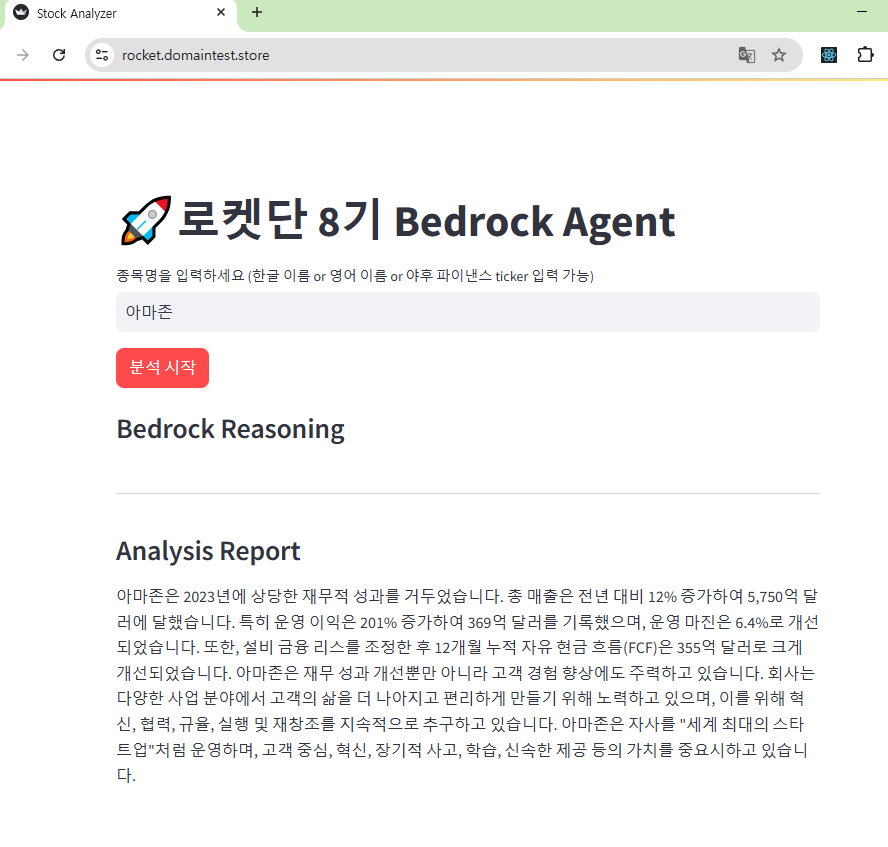 Stock Analyzer
rocket.domaintest.store
🚀 로켓단 8기 Bedrock Agent
종목명을 입력하세요 (한글 이름 or 영어 이름 or 야후 파이낸스 ticker 입력 가능)
아마존
분석 시작
Bedrock Reasoning
Analysis Report
아마존은 2023년에 상당한 재무적 성과를 거두었습니다. 총 매출은 전년 대비 12% 증가하여 5,750억 달
러에 달했습니다. 특히 운영 이익은 201% 증가하여 369억 달러를 기록했으며, 운영 마진은 6.4%로 개선
되었습니다. 또한, 설비 금융 리스를 조정한 후 12개월 누적 자유 현금 흐름(FCF)은 355억 달러로 크게
개선되었습니다. 아마존은 재무 성과 개선뿐만 아니라 고객 경험 향상에도 주력하고 있습니다. 회사는
다양한 사업 분야에서 고객의 삶을 더 나아지고 편리하게 만들기 위해 노력하고 있으며, 이를 위해 혁
신, 협력, 규율, 실행 및 재창조를 지속적으로 추구하고 있습니다. 아마존은 자사를 "세계 최대의 스타
트업"처럼 운영하며, 고객 중심, 혁신, 장기적 사고, 학습, 신속한 제공 등의 가치를 중요시하고 있습니
다.